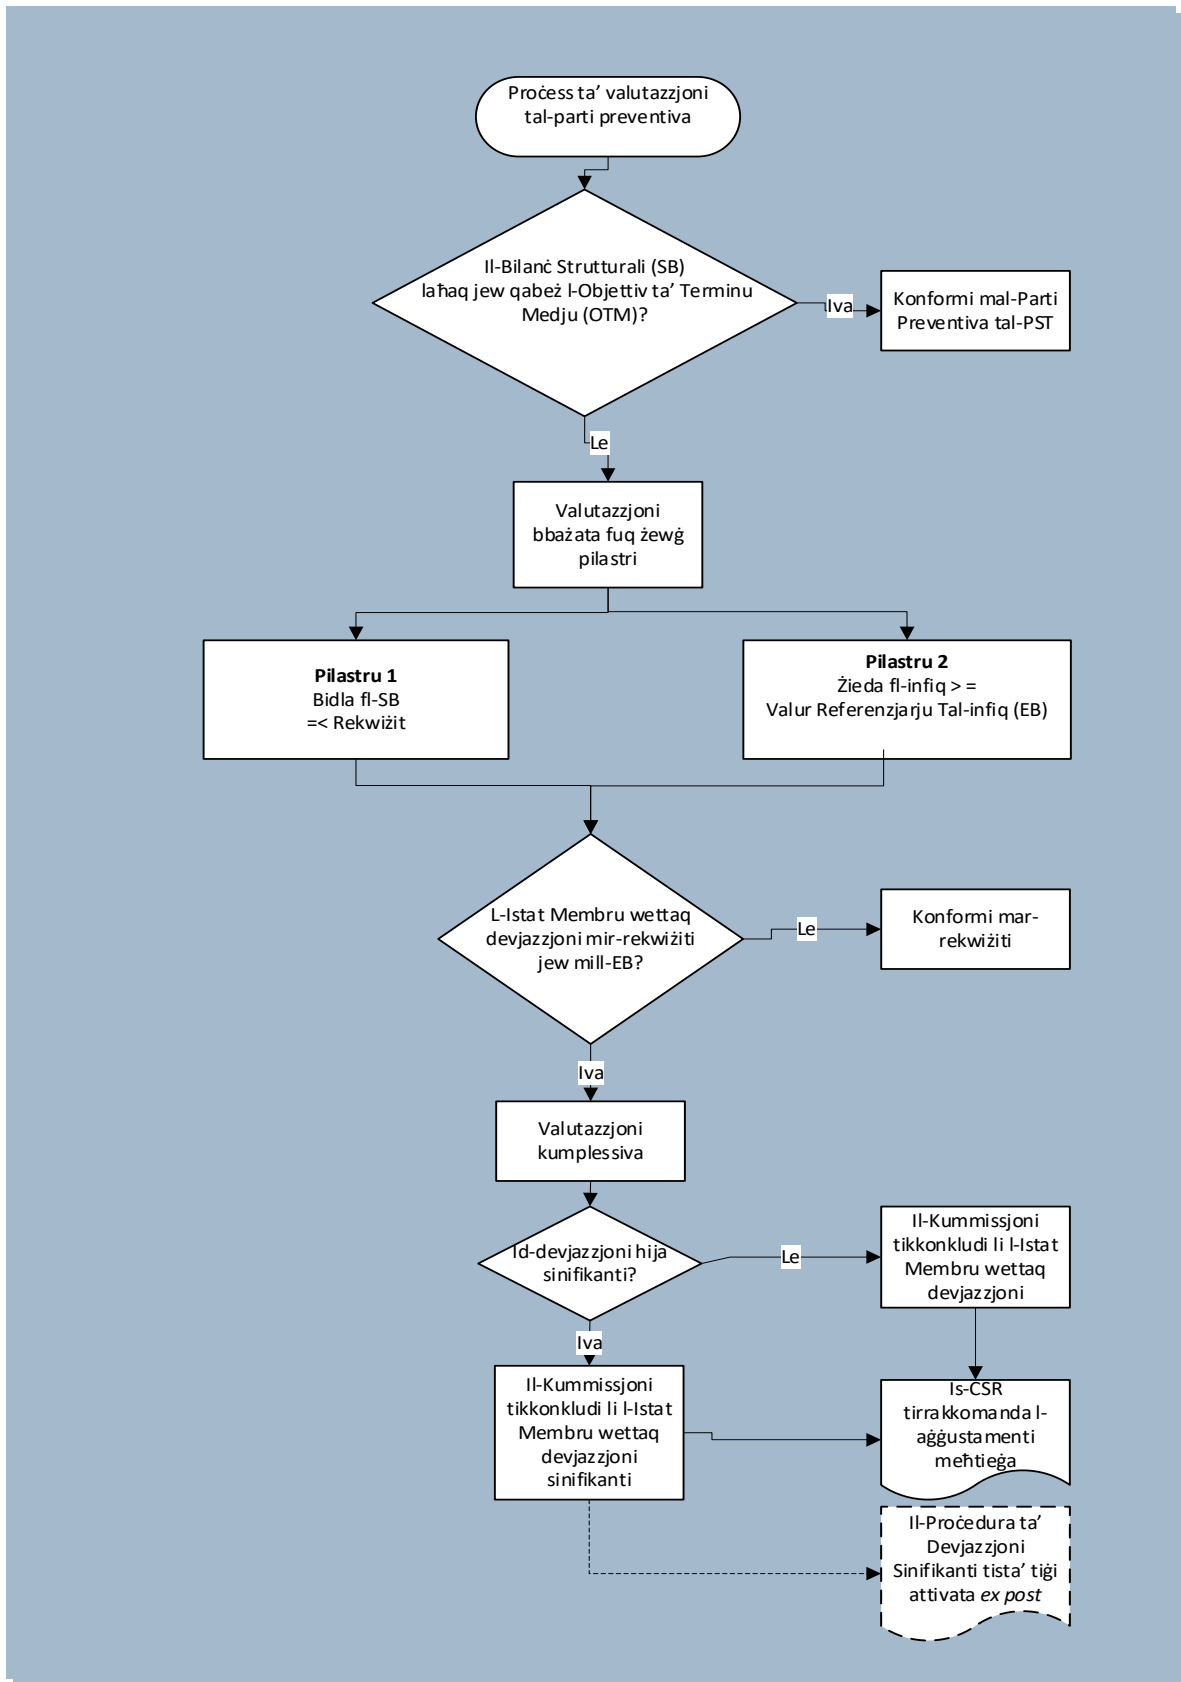 Proċess ta’ valutazzjoni
tal-parti preventiva
Il-Bilanċ Strutturali (SB)
laħaq jew qabeż l-Objettiv ta’ Terminu
Medju (OTM)?
Iva
Konformi mal-Parti
Preventiva tal-PST
Le
Valutazzjoni
bbażata fuq żewġ
pilastri
Pilastru 1
Bidla fl-SB
=< Rekwiżit
Pilastru 2
Żieda fl-infiq > =
Valur Referenzjarju Tal-infiq (EB)
L-Istat Membru wettaq
devjazzjoni mir-rekwiżiti
jew mill-EB?
Le
Konformi mar-
rekwiżiti
Iva
Valutazzjoni
kumplessiva
Id-devjazzjoni hija
sinifikanti?
Le
Il-Kummissjoni
tikkonkludi li l-Istat
Membru wettaq
devjazzjoni
Iva
Il-Kummissjoni
tikkonkludi li l-Istat
Membru wettaq
devjazzjoni
sinifikanti
Is-CSR
tirrakkomanda l-
aġġustamenti
meħtieġa
Il-Proċedura ta’
Devjazzjoni
Sinifikanti tista’ tiġi
attivata ex post